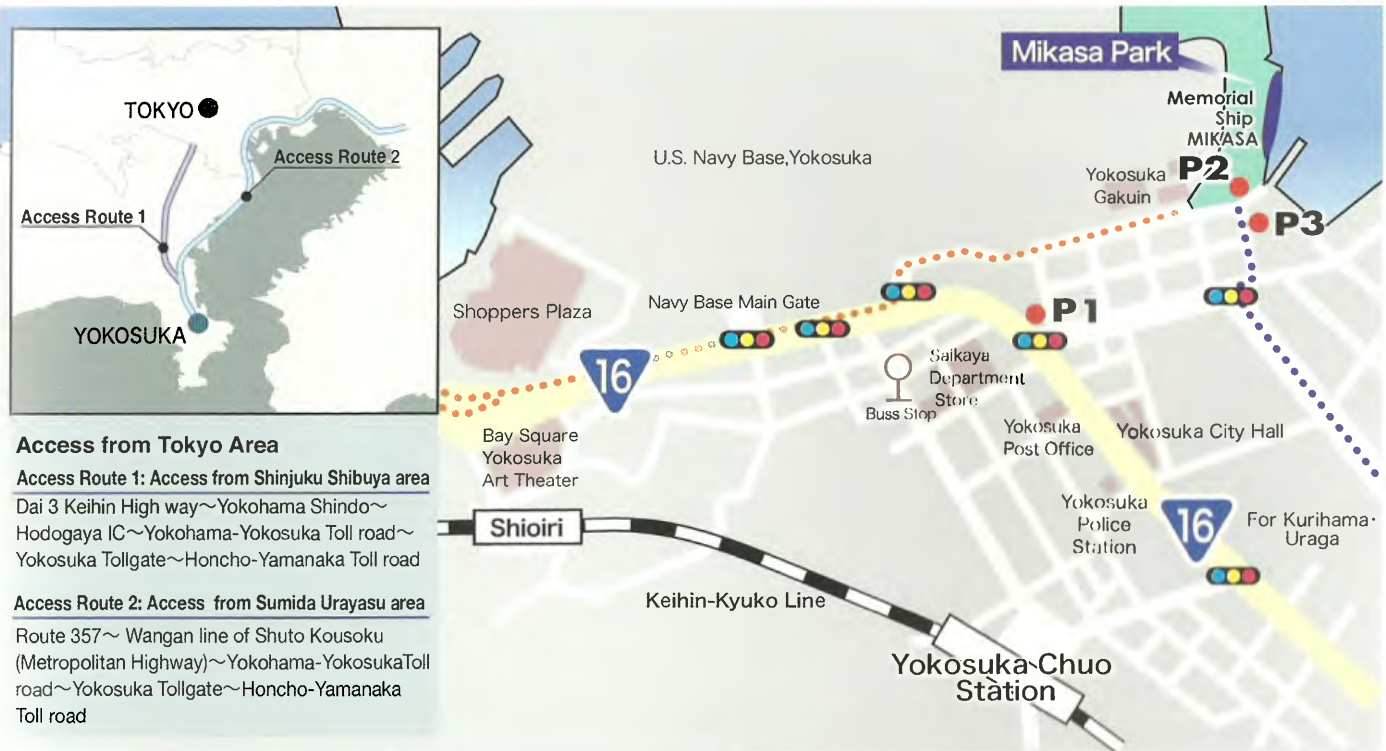 TOKYO
Access Route 2
Access Route 1
YOKOSUKA
Access from Tokyo Area
Access Route 1: Access from Shinjuku Shibuya area
Dai 3 Keihin High way～Yokohama Shindo～
Hodogaya IC～Yokohama-Yokosuka Toll road～
Yokosuka Tollgate～Honcho-Yamanaka Toll road
Access Route 2: Access from Sumida Urayasu area
Route 357～ Wangan line of Shuto Kousoku
(Metropolitan Highway)～Yokohama-YokosukaToll
road～Yokosuka Tollgate～Honcho-Yamanaka
Toll road
Mikasa Park
Memorial
Ship
MIKASA
U.S. Navy Base,Yokosuka
Yokosuka
Gakuin
P2
P3
Shoppers Plaza
Navy Base Main Gate
P1
16
Saikaya
Department
Store
Buss Stop
Bay Square
Yokosuka
Art Theater
Yokosuka
Post Office
Yokosuka City Hall
Yokosuka
Police
Station
16
For Kurihama·
Uraga
Shioiri
Keihin-Kyuko Line
Yokosuka Chuo
Station